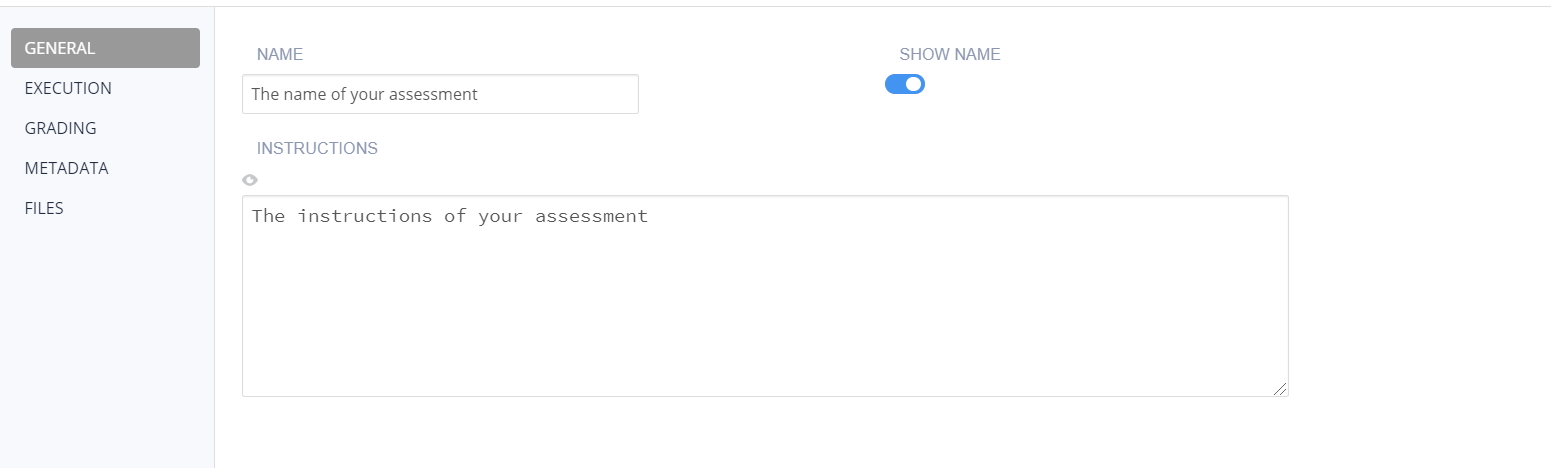 GENERAL
EXECUTION
GRADING
METADATA
FILES
NAME
SHOW NAME
The name of your assessment
INSTRUCTIONS
The instructions of your assessment